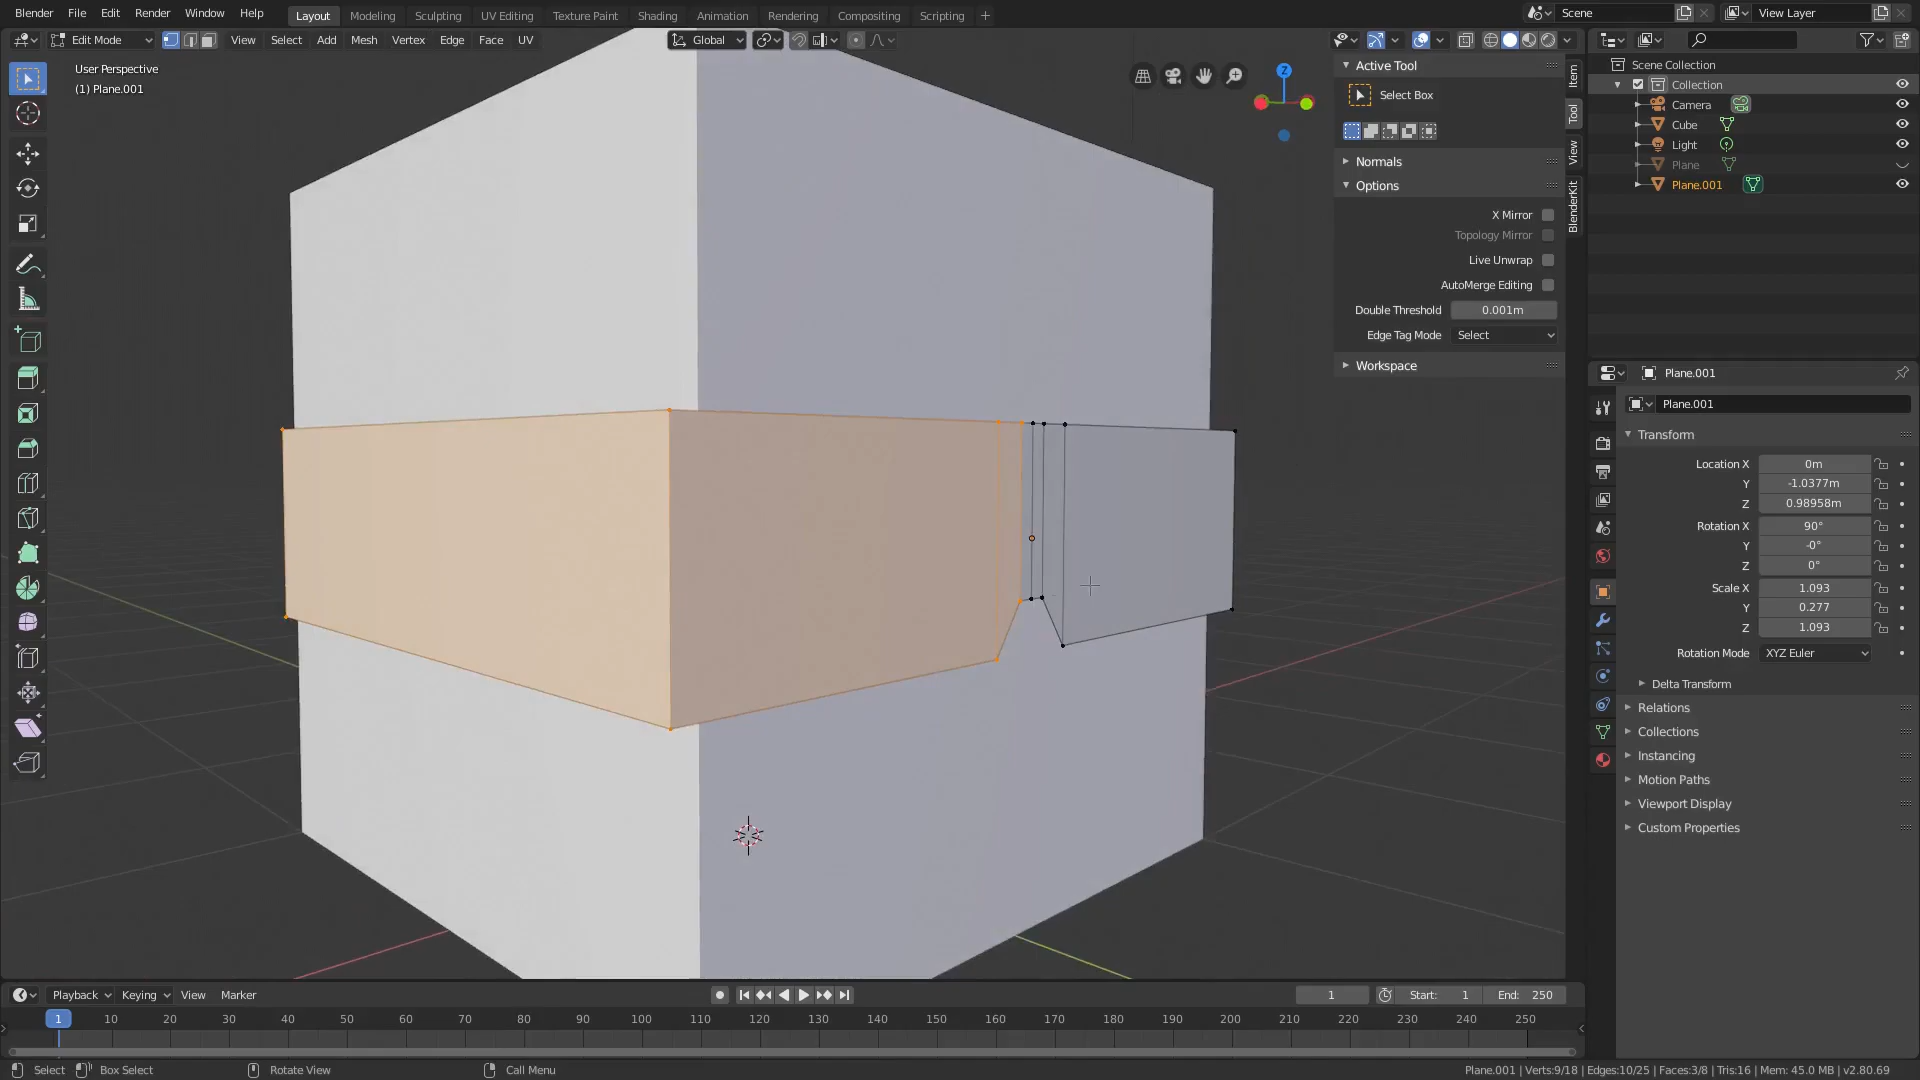 Blender File Edit Render Window Help Layout Modeling Sculpting UV Editing Texture Paint Shading Animation Rendering Compositing Scripting + Scene View Layer
Edit Mode View Select Add Mesh Vertex Edge Face UV Global
User Perspective
(1) Plane.001
Z
Active Tool
Select Box
Normals
Options
X Mirror
Topology Mirror
Live Unwrap
AutoMerge Editing
Double Threshold 0.001m
Edge Tag Mode Select
Workspace
Item
Tool
View
BlenderKit
Scene Collection
Collection
Camera
Cube
Light
Plane
Plane.001
Plane.001
Plane.001
Transform
Location X 0m
Y -1.0377m
Z 0.98958m
Rotation X 90°
Y -0°
Z 0°
Scale X 1.093
Y 0.277
Z 1.093
Rotation Mode XYZ Euler
Delta Transform
Relations
Collections
Instancing
Motion Paths
Viewport Display
Custom Properties
Playback Keying View Marker 1 Start: 1 End: 250
1 10 20 30 40 50 60 70 80 90 100 110 120 130 140 150 160 170 180 190 200 210 220 230 240 250
Select Box Select Rotate View Call Menu Plane.001 | Verts:9/18 | Edges:10/25 | Faces:3/8 | Tris:16 | Mem: 45.0 MB | v2.80.69